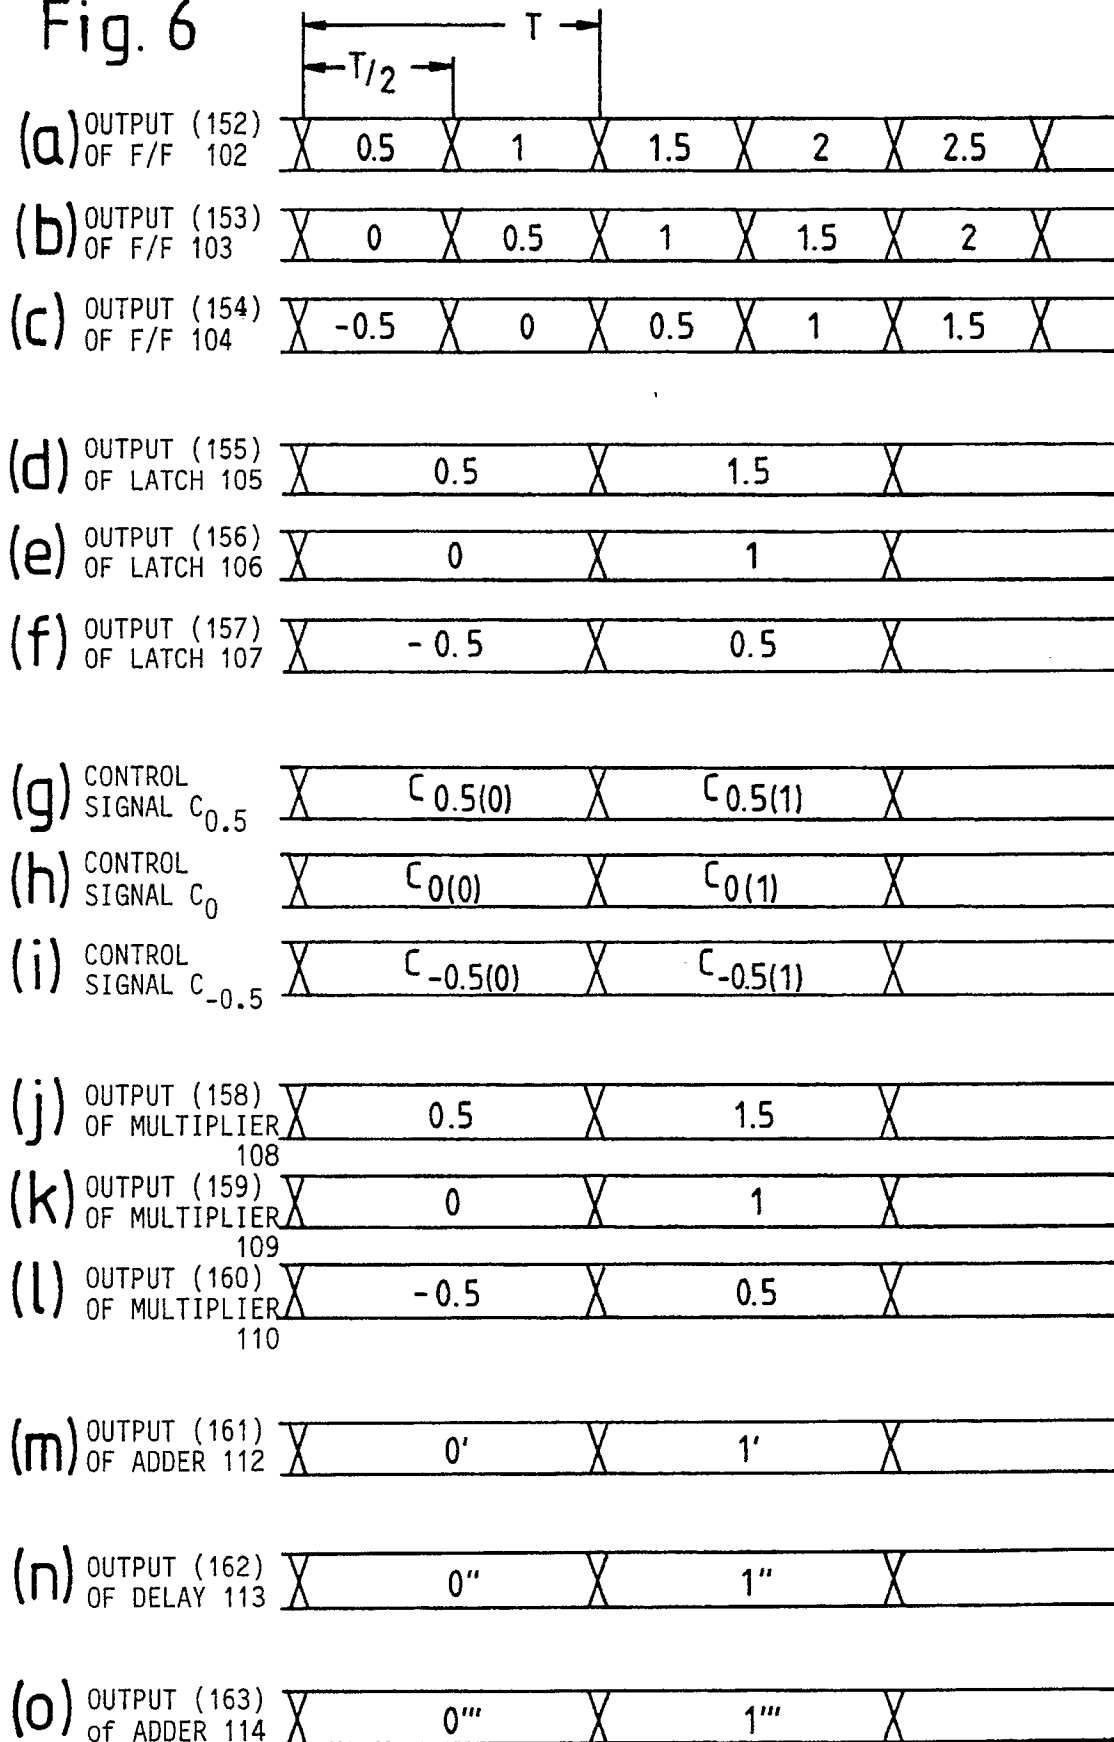 Fig. 6
T
T/2
(a) OUTPUT (152)
OF F/F 102
0.5 1 1.5 2 2.5
(b) OUTPUT (153)
OF F/F 103
0 0.5 1 1.5 2
(c) OUTPUT (154)
OF F/F 104
-0.5 0 0.5 1 1.5
(d) OUTPUT (155)
OF LATCH 105
0.5 1.5
(e) OUTPUT (156)
OF LATCH 106
0 1
(f) OUTPUT (157)
OF LATCH 107
-0.5 0.5
(g) CONTROL
SIGNAL C0.5
C0.5(0) C0.5(1)
(h) CONTROL
SIGNAL C0
C0(0) C0(1)
(i) CONTROL
SIGNAL C-0.5
C-0.5(0) C-0.5(1)
(j) OUTPUT (158)
OF MULTIPLIER
108
0.5 1.5
(k) OUTPUT (159)
OF MULTIPLIER
109
0 1
(l) OUTPUT (160)
OF MULTIPLIER
110
-0.5 0.5
(m) OUTPUT (161)
OF ADDER 112
0' 1'
(n) OUTPUT (162)
OF DELAY 113
0" 1"
(o) OUTPUT (163)
of ADDER 114
0"' 1"'